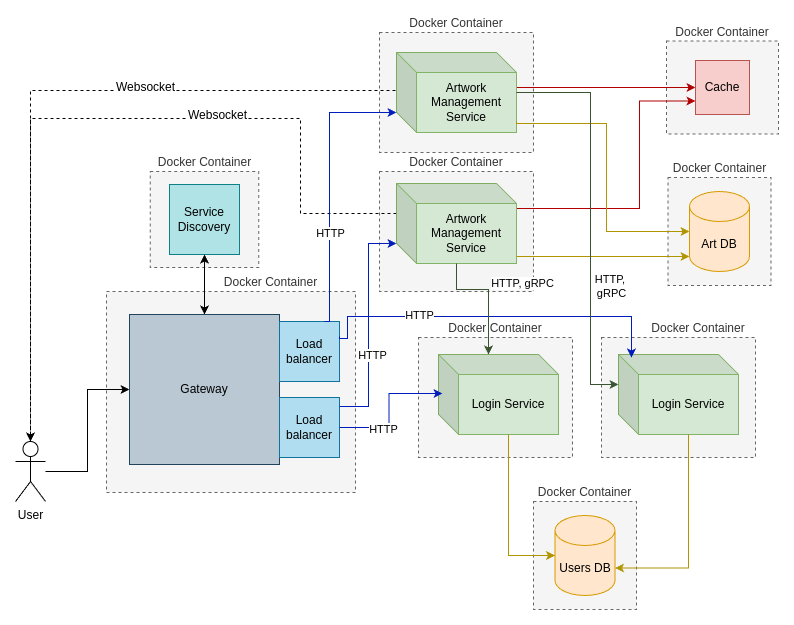 Docker Container
Docker Container
Websocket
Artwork
Management
Service
Cache
Websocket
Docker Container
Docker Container
Docker Container
Service
Discovery
Artwork
Management
Service
Art DB
HTTP
Docker Container
HTTP, gRPC
HTTP,
gRPC
HTTP
Docker Container
Docker Container
Load
balancer
HTTP
Gateway
Login Service
Login Service
Load
balancer
HTTP
Docker Container
User
Users DB